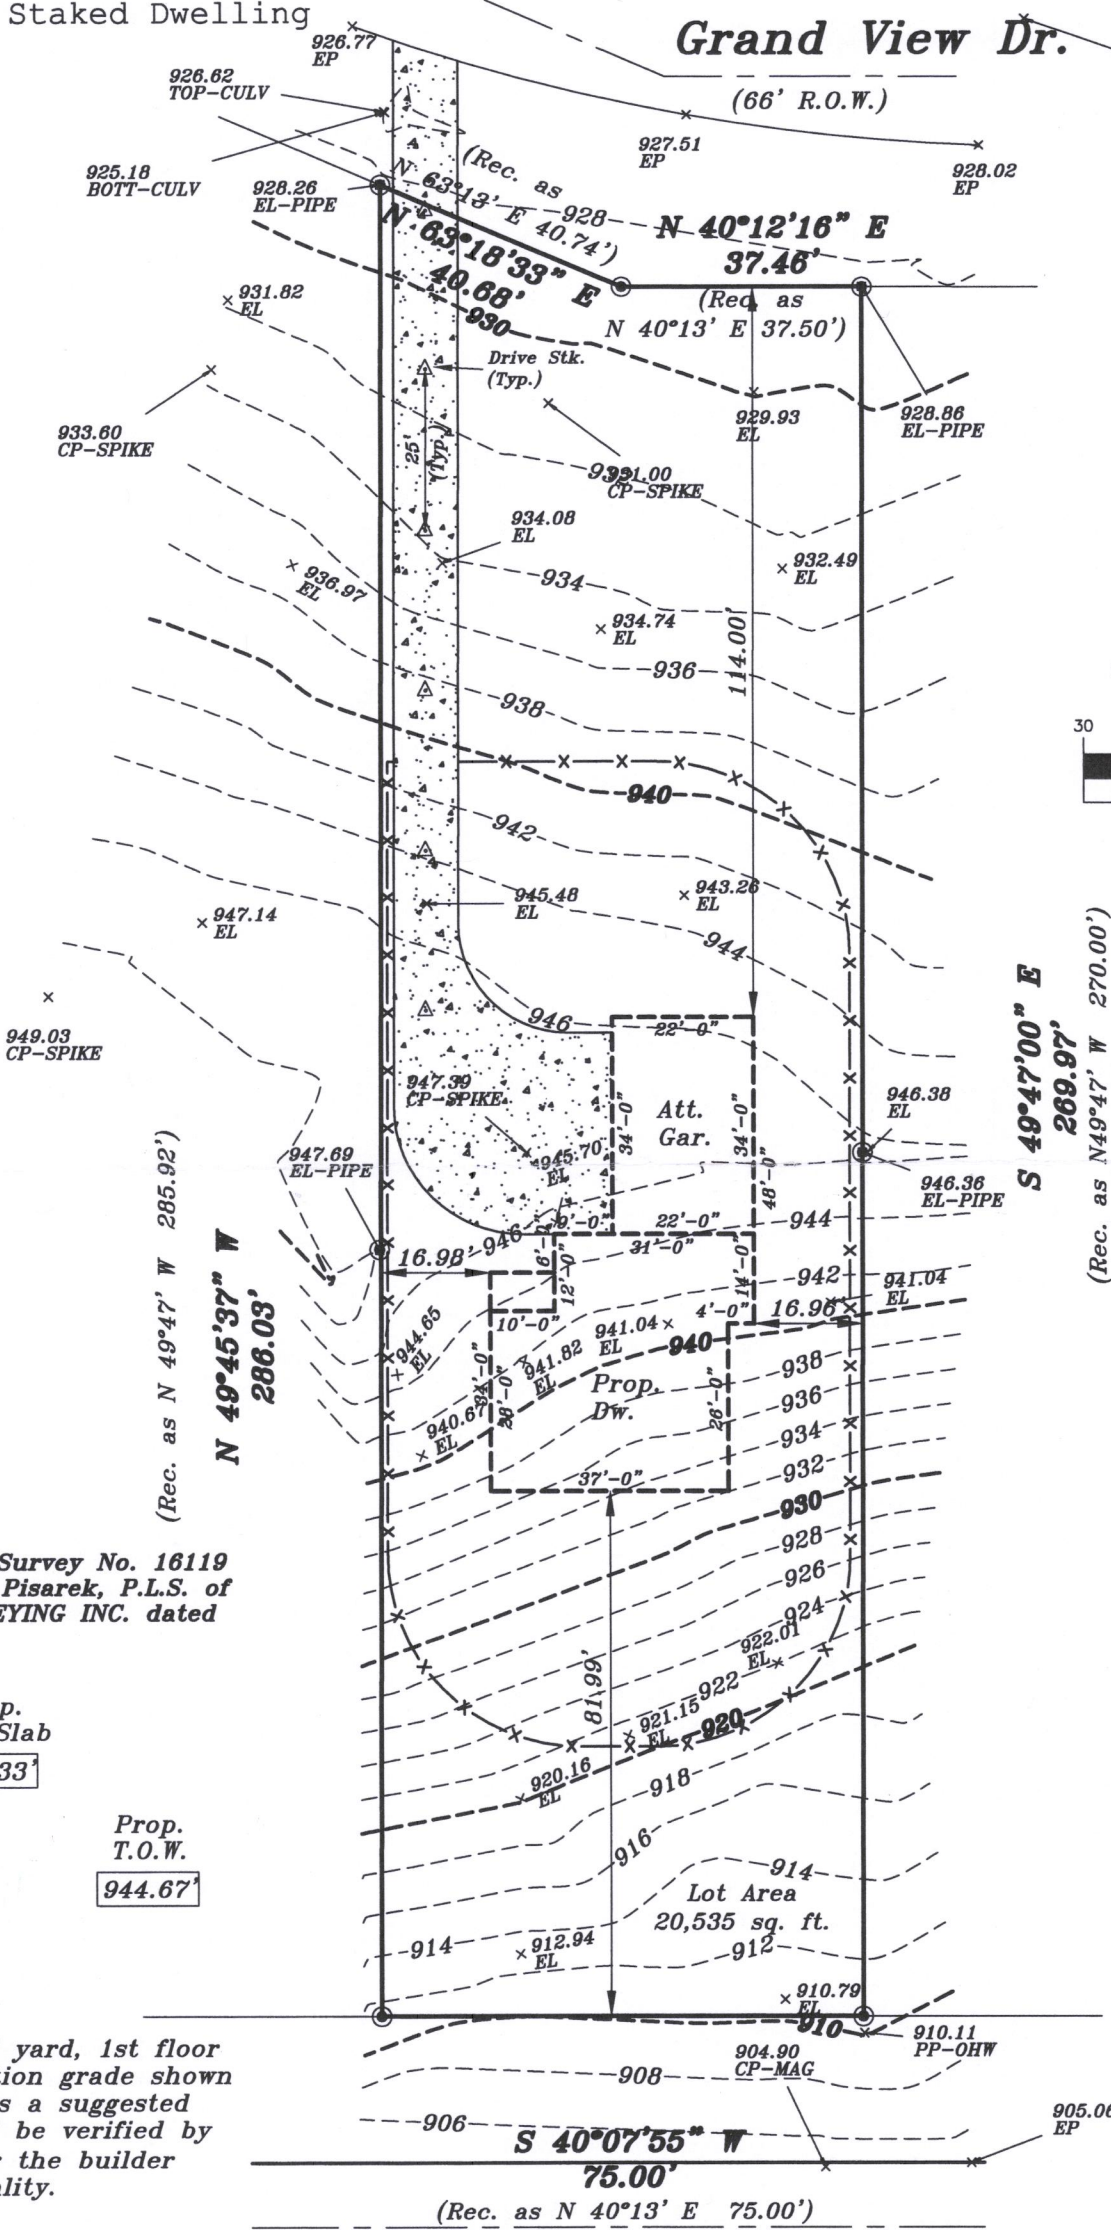 Staked Dwelling
Grand View Dr.
(66' R.O.W.)
926.77
EP
926.62
TOP-CULV
925.18
BOTT-CULV
928.26
EL-PIPE
927.51
EP
928.02
EP
(Rec. as
N 63°13' E 40.74')
928
N 63°18'33" E
40.68'
N 40°12'16" E
37.46'
(Rec. as
N 40°13' E 37.50')
931.82
EL
930
Drive Stk.
(Typ.)
929.93
EL
928.86
EL-PIPE
933.60
CP-SPIKE
25'
(Typ.)
932
931.00
CP-SPIKE
934.08
EL
936.97
EL
934
932.49
EL
934.74
EL
114.00'
936
938
30
940
942
945.48
EL
943.26
EL
947.14
EL
944
949.03
CP-SPIKE
946
22'-0"
S 49°47'00" E
269.97'
(Rec. as N49°47' W 270.00')
947.39
CP-SPIKE
34'-0"
Att.
Gar.
34'-0"
48'-0"
946.38
EL
947.69
EL-PIPE
945.70
EL
946.36
EL-PIPE
(Rec. as N 49°47' W 285.92')
N 49°45'37" W
286.03'
946
9'-0"
22'-0"
944
31'-0"
16.98'
6'-0"
12'-0"
14'-0"
942
941.04
EL
10'-0"
4'-0"
16.96'
944.65
EL
941.04
EL
940
941.82
EL
938
34'-0"
28'-0"
Prop.
Dw.
26'-0"
936
940.67
EL
934
932
37'-0"
930
928
926
924
Survey No. 16119
Pisarek, P.L.S. of
EYING INC. dated
922.01
EL
922
81.99'
921.15
EL
920
p.
Slab
33'
920.16
EL
918
Prop.
T.O.W.
944.67'
916
914
Lot Area
20,535 sq. ft.
914
912.94
EL
912
910.79
EL
910
910.11
PP-OHW
904.90
CP-MAG
yard, 1st floor
tion grade shown
s a suggested
be verified by
the builder
ality.
908
906
905.06
EP
S 40°07'55" W
75.00'
(Rec. as N 40°13' E 75.00')